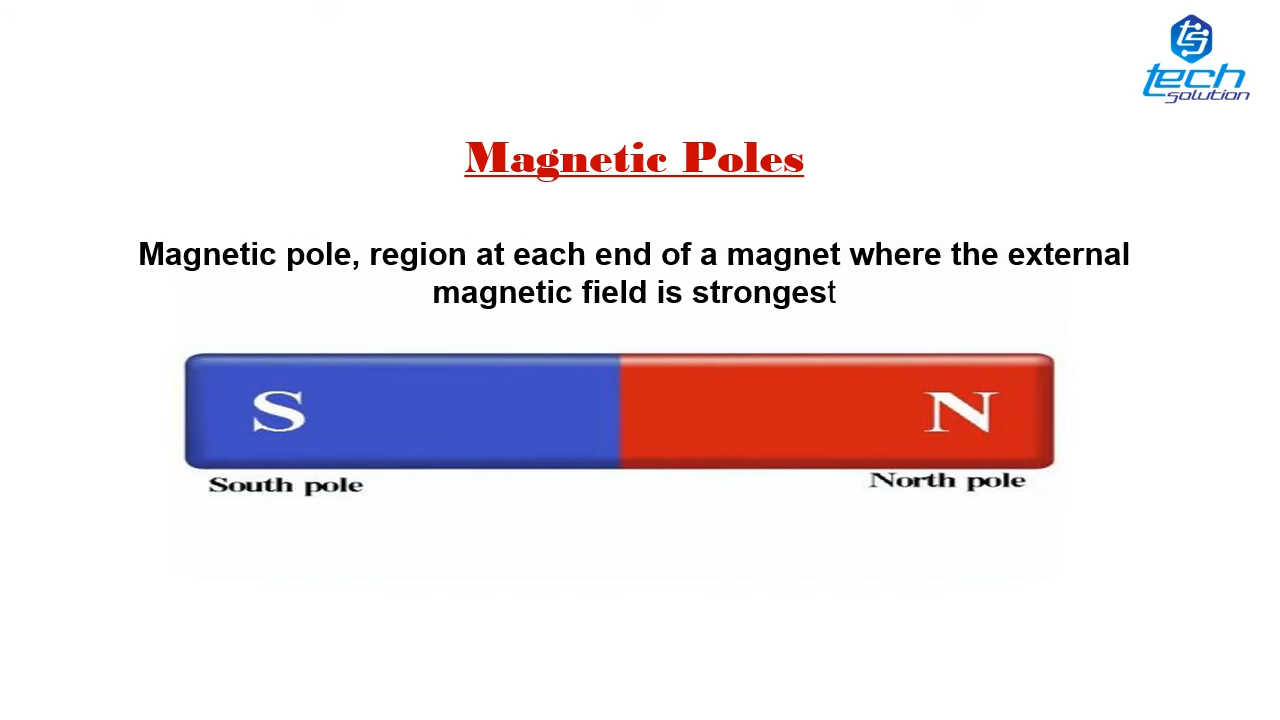 ts
tech
solution
Magnetic Poles
Magnetic pole, region at each end of a magnet where the external
magnetic field is strongest
S
N
South pole
North pole